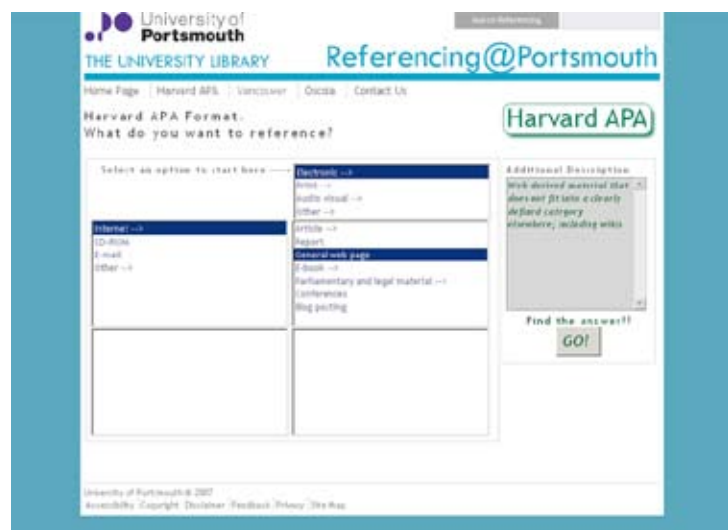 University of
Portsmouth
THE UNIVERSITY LIBRARY
Referencing@Portsmouth
Home Page Harvard APA Vancouver Oscola Contact Us
Harvard APA Format.
What do you want to reference?
Harvard APA
Select an option to start here
Electronic -->
Print -->
Audio visual -->
Other -->
Internet -->
CD-ROM
E-mail
Other -->
Article -->
Report
General web page
E-book -->
Parliamentary and legal material -->
Conferences
Blog posting
Additional Description
Web derived material that
does not fit into a clearly
defined category
elsewhere; including wikis
Find the answer!!
GO!
University of Portsmouth © 2007
Accessibility Copyright Disclaimer Feedback Privacy Site Map